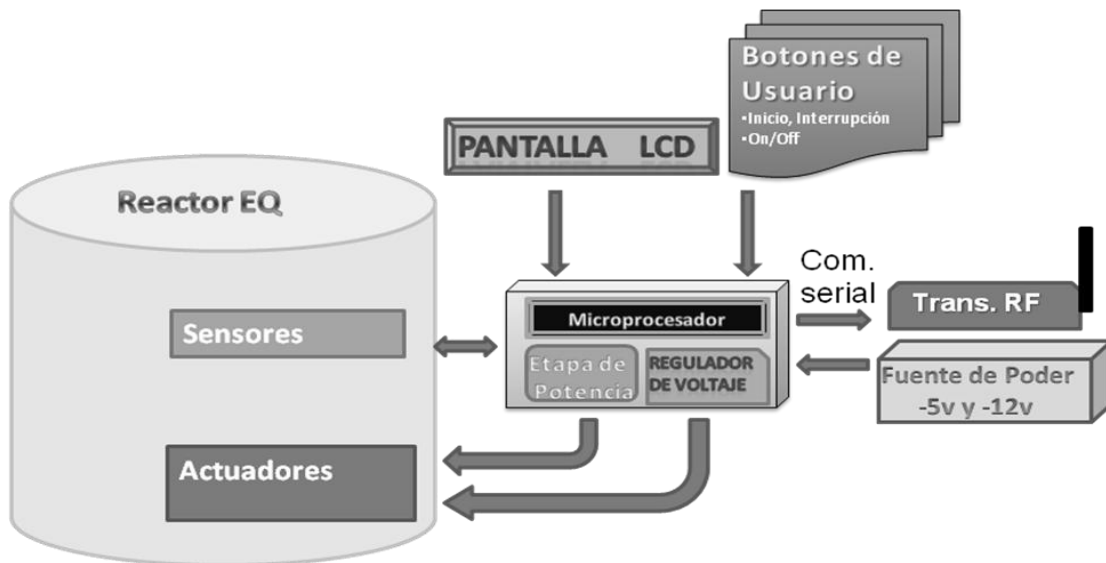 Botones de
Usuario
▪Inicio, Interrupción
▪On/Off
PANTALLA LCD
Reactor EQ
Com.
serial
Trans. RF
Microprocesador
Sensores
Etapa de
Potencia
REGULADOR
DE VOLTAJE
Fuente de Poder
-5v y -12v
Actuadores